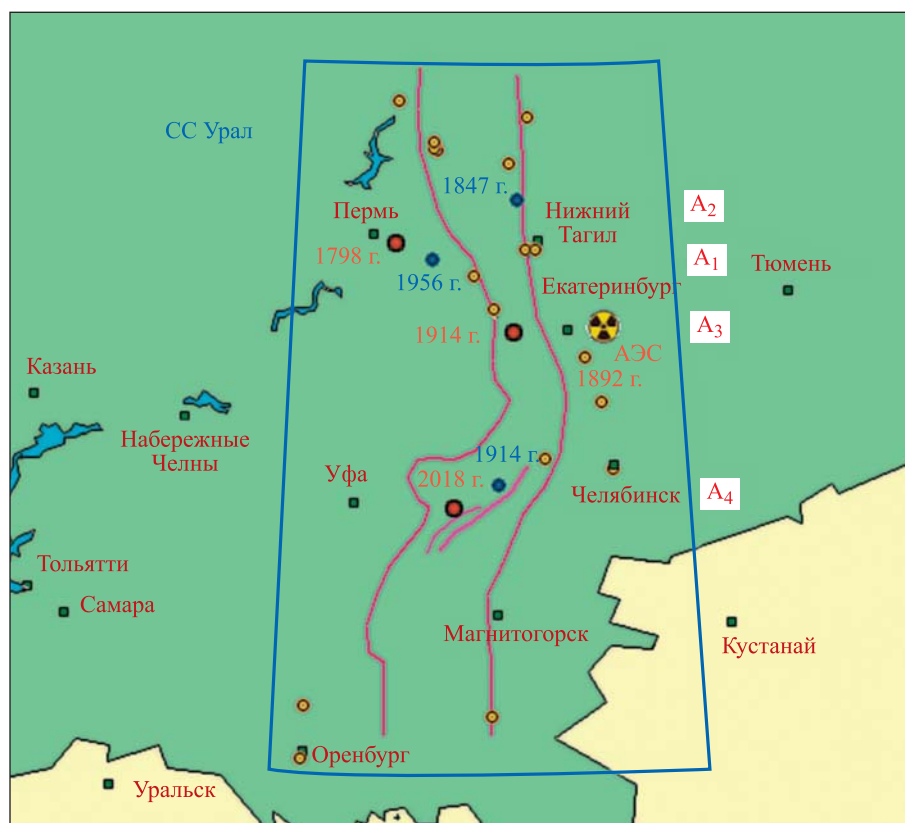 СС Урал
1847 г.
A₂
Пермь
Нижний
Тагил
1798 г.
A₁
Тюмень
1956 г.
Екатеринбург
1914 г.
A₃
АЭС
1892 г.
Казань
Набережные
Челны
1914 г.
Уфа
2018 г.
Челябинск
A₄
Тольятти
Самара
Магнитогорск
Кустанай
Оренбург
Уральск